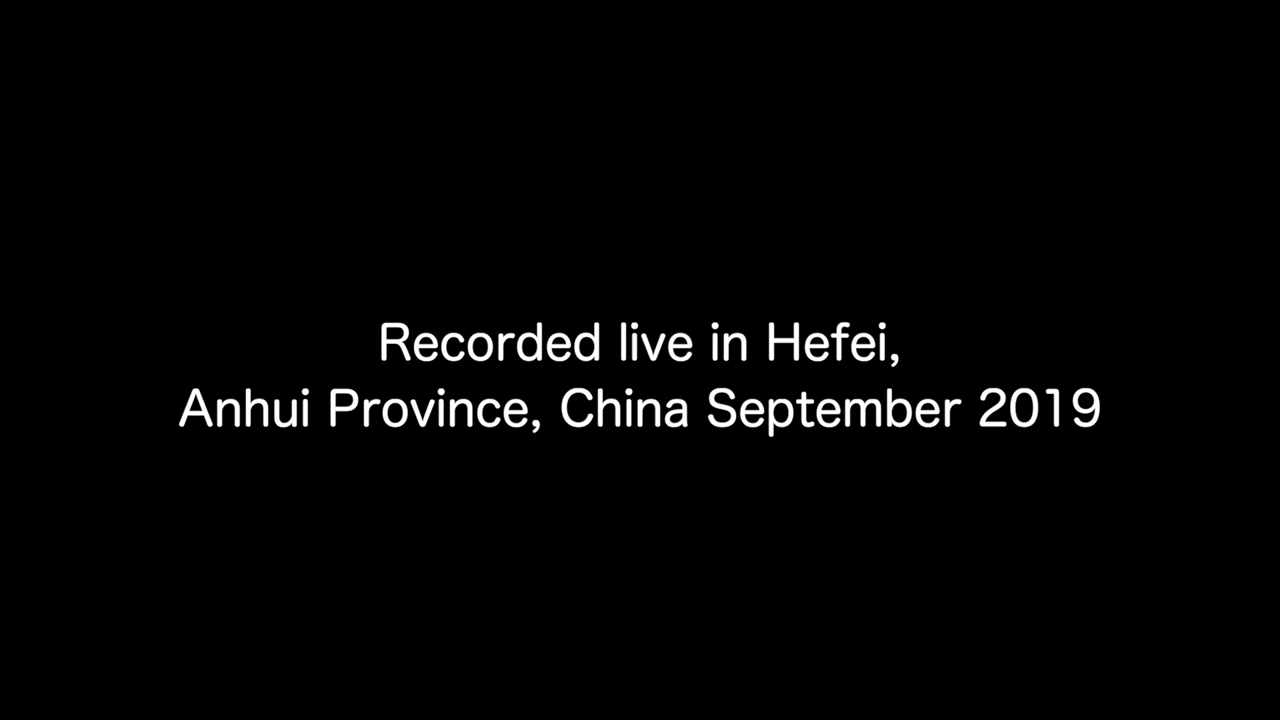 Recorded live in Hefei,
Anhui Province, China September 2019